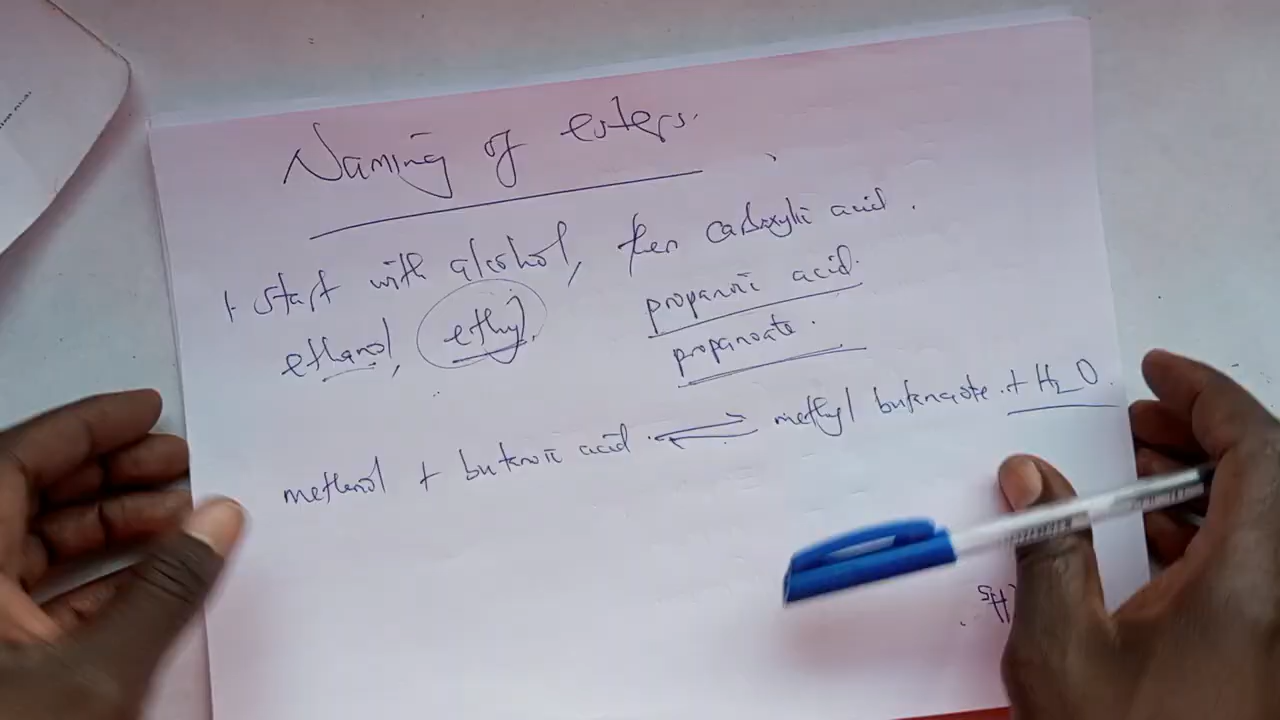 Naming of esters.
+ start with alcohol, then carboxylic acid.
ethanol, ethyl. propanoic acid.
propanoate.
methanol + butanoic acid ⇌ methyl butanoate + H₂O.